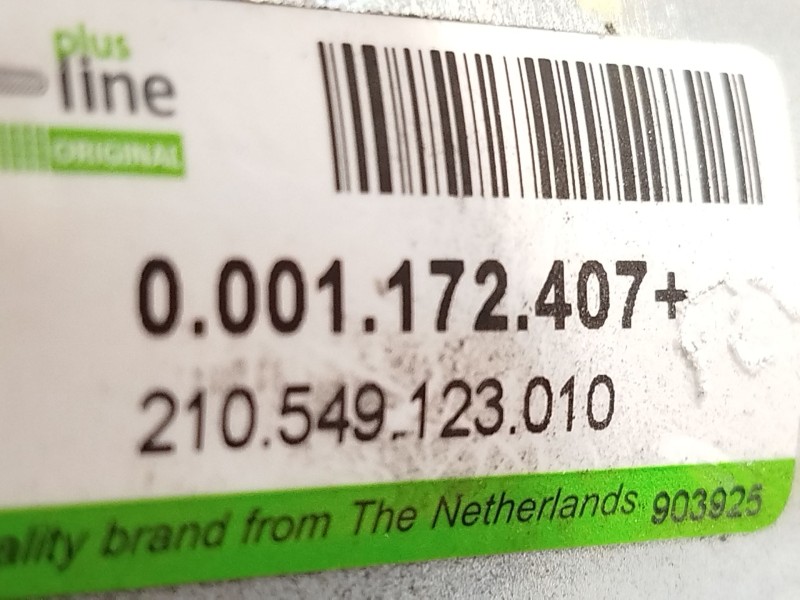 plus
line
ORIGINAL
0.001.172.407+
210.549.123.010
ality brand from The Netherlands 903925